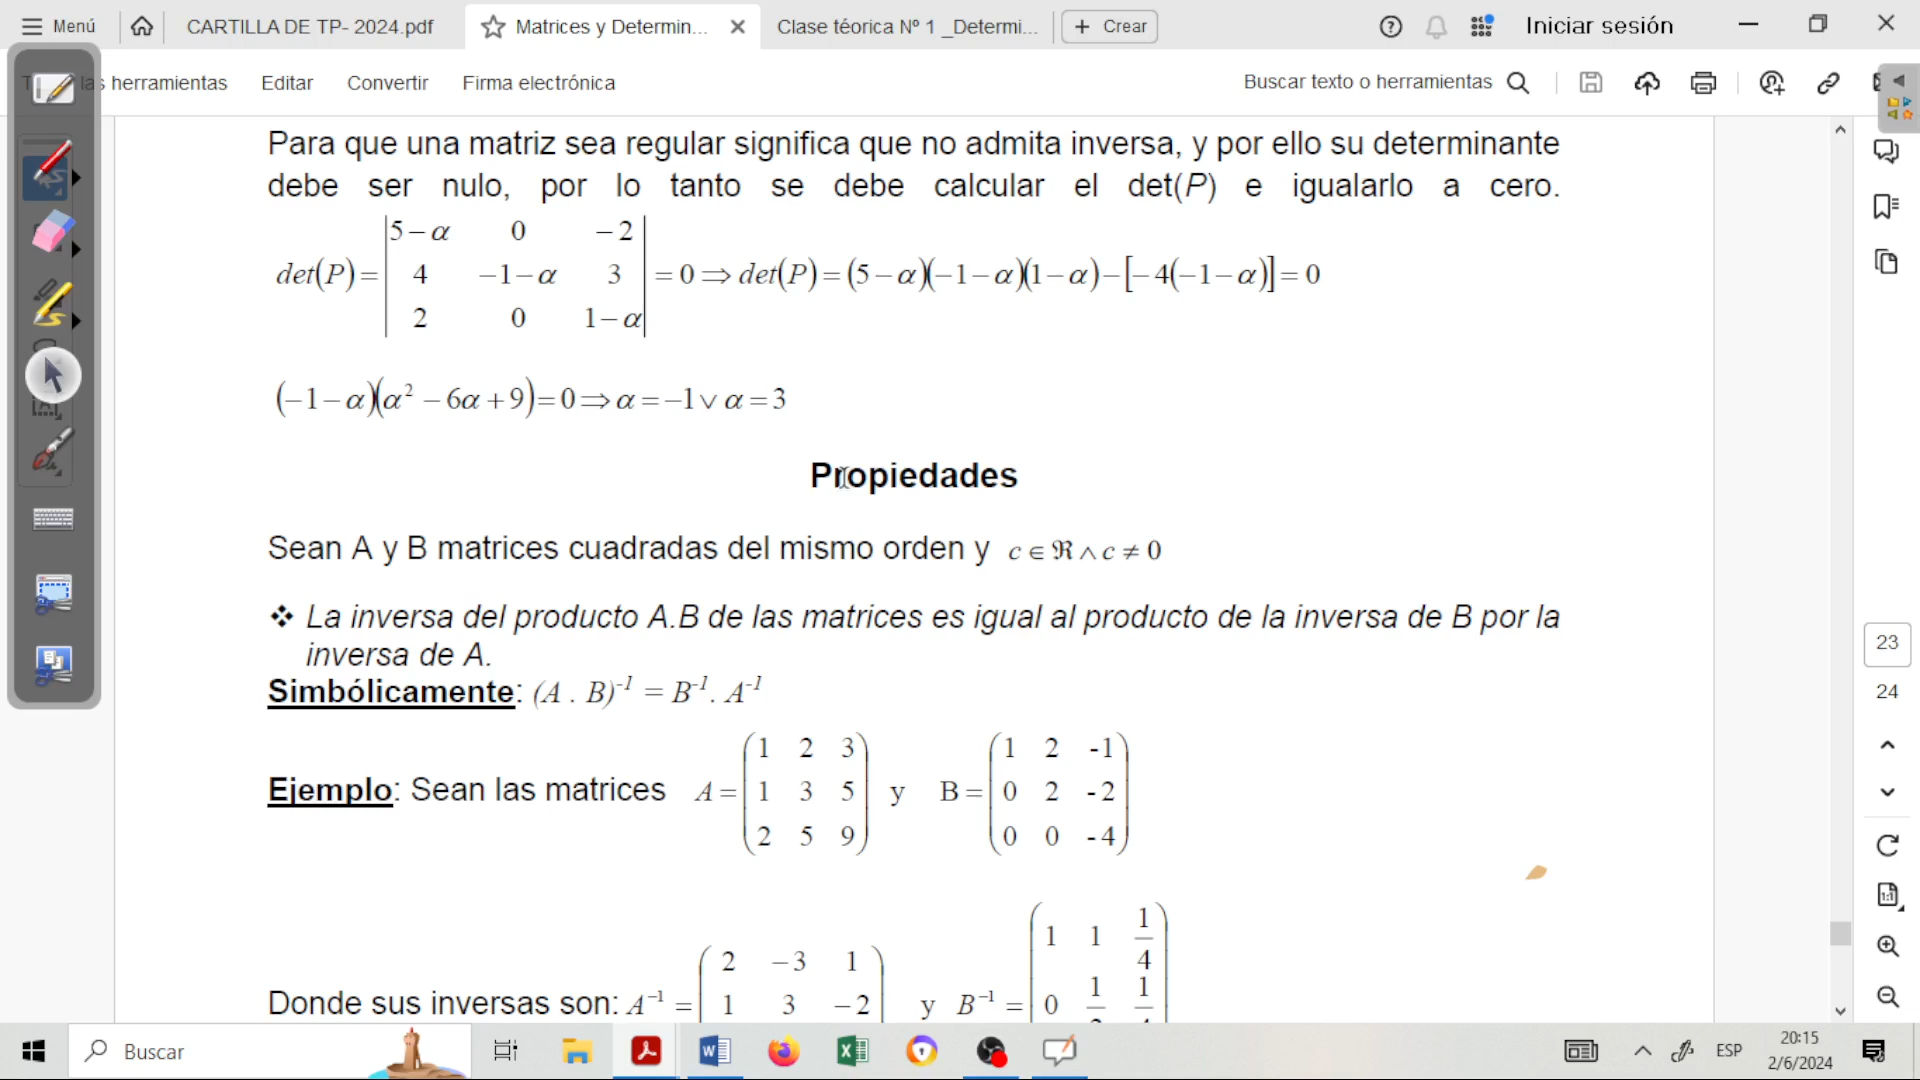 Menú
CARTILLA DE TP- 2024.pdf
Matrices y Determin...
Clase téorica Nº 1 _Determi...
+ Crear
Iniciar sesión
las herramientas
Editar
Convertir
Firma electrónica
Buscar texto o herramientas
Para que una matriz sea regular significa que no admita inversa, y por ello su determinante
debe ser nulo, por lo tanto se debe calcular el det(P) e igualarlo a cero.
det(P) = | 5−α 0 −2 | 4 −1−α 3 | 2 0 1−α | = 0 ⇒ det(P) = (5−α)(−1−α)(1−α)−[−4(−1−α)] = 0
(−1−α)(α² −6α+9) = 0 ⇒ α = −1 ∨ α = 3
Propiedades
Sean A y B matrices cuadradas del mismo orden y c ∈ ℜ ∧ c ≠ 0
❖ La inversa del producto A.B de las matrices es igual al producto de la inversa de B por la
inversa de A.
Simbólicamente: (A . B)⁻¹ = B⁻¹. A⁻¹
Ejemplo: Sean las matrices A = ( 1 2 3 | 1 3 5 | 2 5 9 ) y B = ( 1 2 -1 | 0 2 -2 | 0 0 -4 )
Donde sus inversas son: A⁻¹ = ( 2 −3 1 | 1 3 −2 y B⁻¹ = ( 1 1 1/4 | 0 1 1
23
24
Buscar
ESP
20:15
2/6/2024